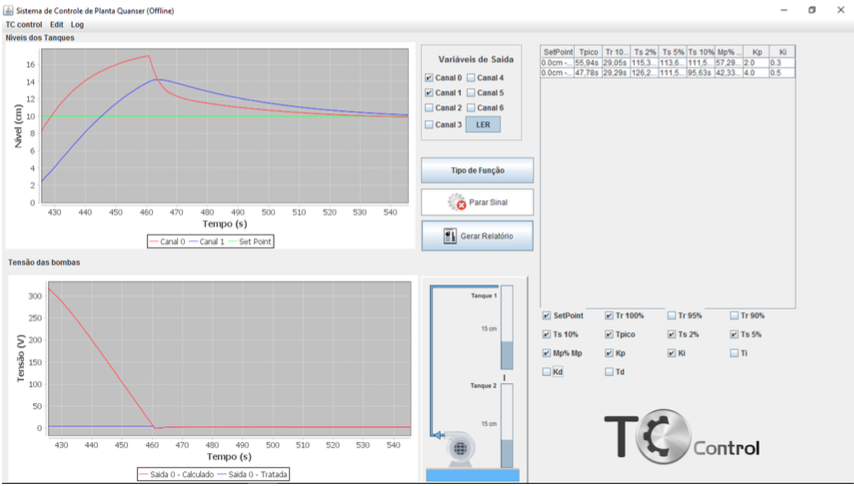 Sistema de Controle de Planta Quanser (Offline)
TC control Edit Log
Níveis dos Tanques
16
14
12
10
8
6
4
2
0
Nível (cm)
430 440 450 460 470 480 490 500 510 520 530 540
Tempo (s)
Canal 0 Canal 1 Set Point
Variáveis de Saída
Canal 0 Canal 4
Canal 1 Canal 5
Canal 2 Canal 6
Canal 3 LER
Tipo de Função
Parar Sinal
Gerar Relatório
SetPoint Tpico Tr 10... Ts 2% Ts 5% Ts 10% Mp% ... Kp Ki
0.0cm -... 55,94s 29,05s 115,3... 113,6... 111,5... 57,29... 2.0 0.3
0.0cm -... 47,78s 29,29s 126,2... 111,5... 95,63s 42,33... 4.0 0.5
Tensão das bombas
300
250
200
150
100
50
0
Tensão (V)
430 440 450 460 470 480 490 500 510 520 530 540
Tempo (s)
Saida 0 - Calculado Saida 0 - Tratada
Tanque 1
15 cm
Tanque 2
15 cm
SetPoint Tr 100% Tr 95% Tr 90%
Ts 10% Tpico Ts 2% Ts 5%
Mp% Mp Kp Ki Ti
Kd Td
TC Control